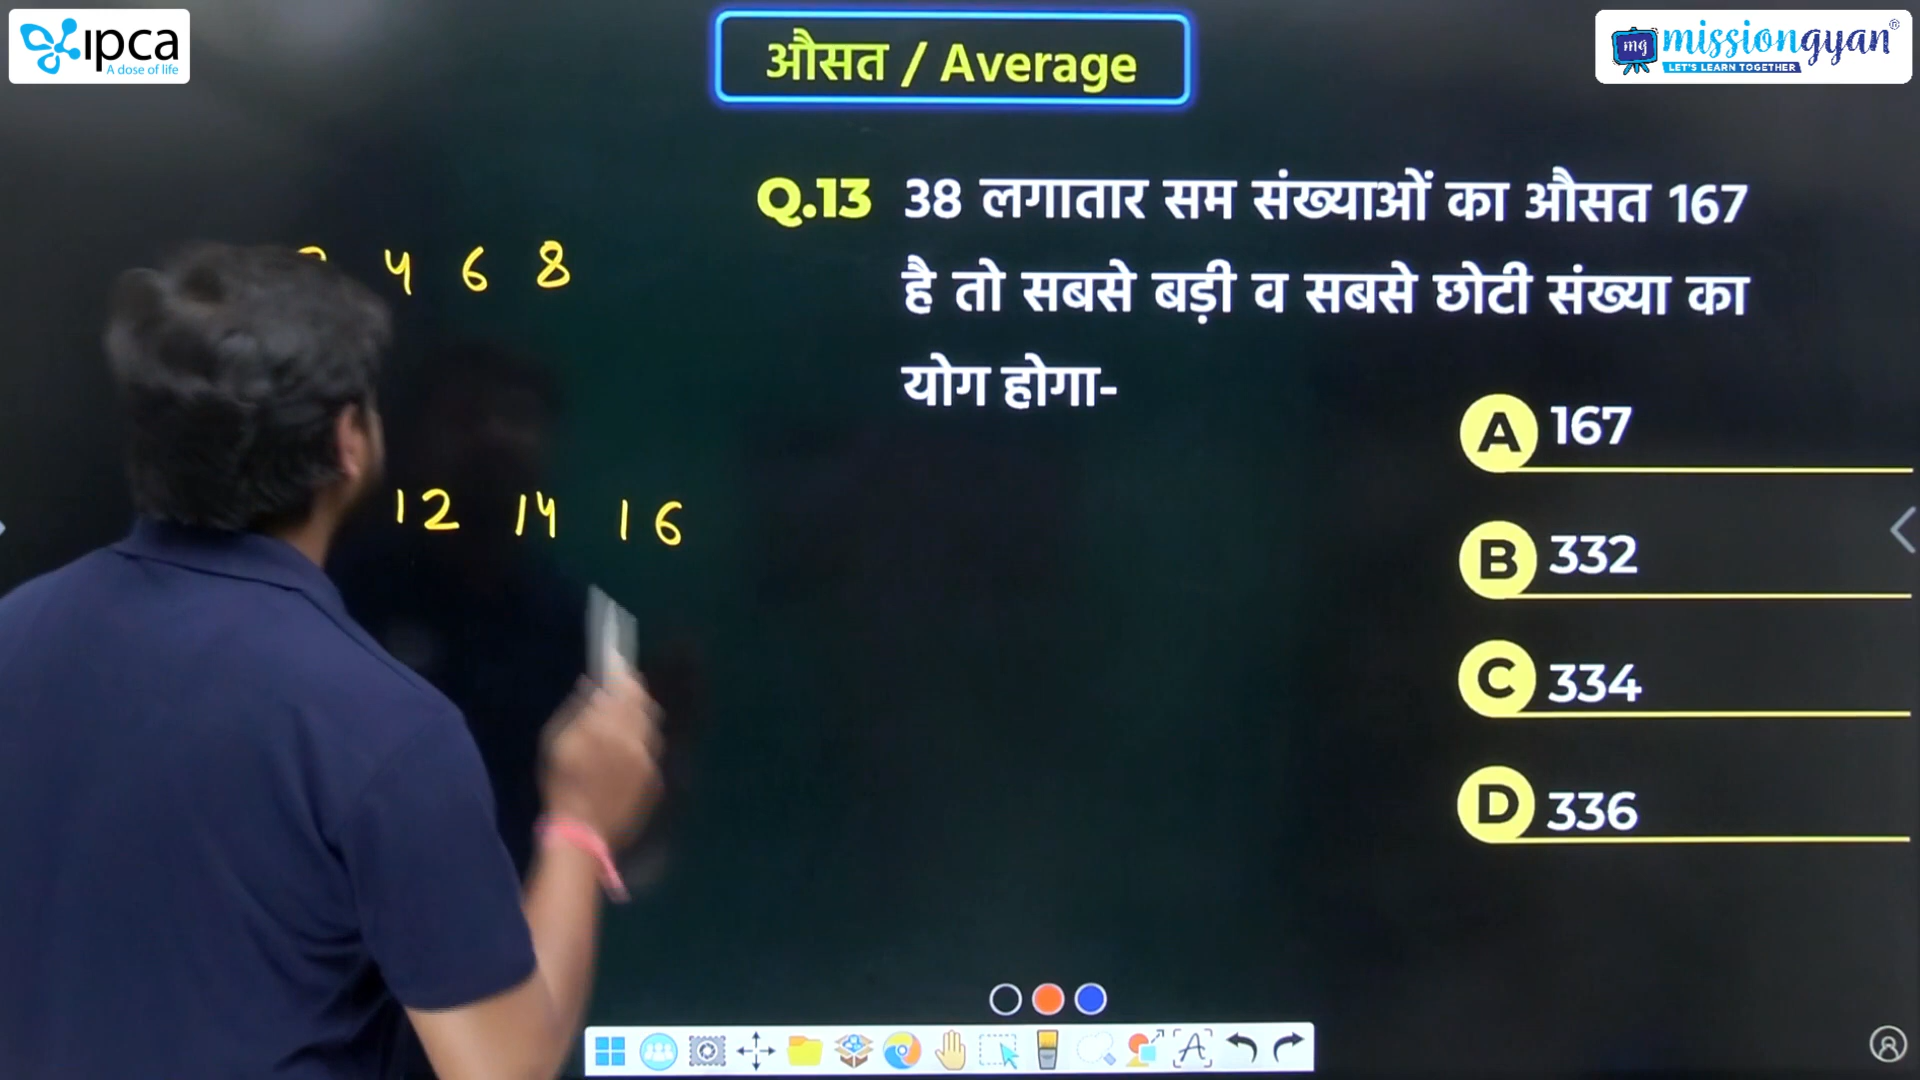 ipca
A dose of life
औसत / Average
missiongyan®
mg
LET'S LEARN TOGETHER
Q.13 38 लगातार सम संख्याओं का औसत 167
है तो सबसे बड़ी व सबसे छोटी संख्या का
योग होगा-
4 6 8
12 14 16
A 167
B 332
C 334
D 336